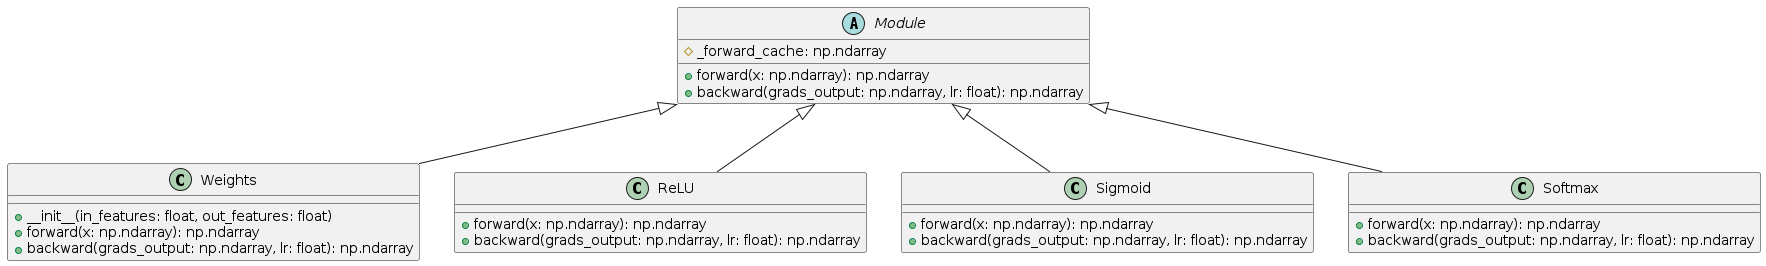 A Module
_forward_cache: np.ndarray
forward(x: np.ndarray): np.ndarray
backward(grads_output: np.ndarray, lr: float): np.ndarray
C Weights
__init__(in_features: float, out_features: float)
forward(x: np.ndarray): np.ndarray
backward(grads_output: np.ndarray, lr: float): np.ndarray
C ReLU
forward(x: np.ndarray): np.ndarray
backward(grads_output: np.ndarray, lr: float): np.ndarray
C Sigmoid
forward(x: np.ndarray): np.ndarray
backward(grads_output: np.ndarray, lr: float): np.ndarray
C Softmax
forward(x: np.ndarray): np.ndarray
backward(grads_output: np.ndarray, lr: float): np.ndarray